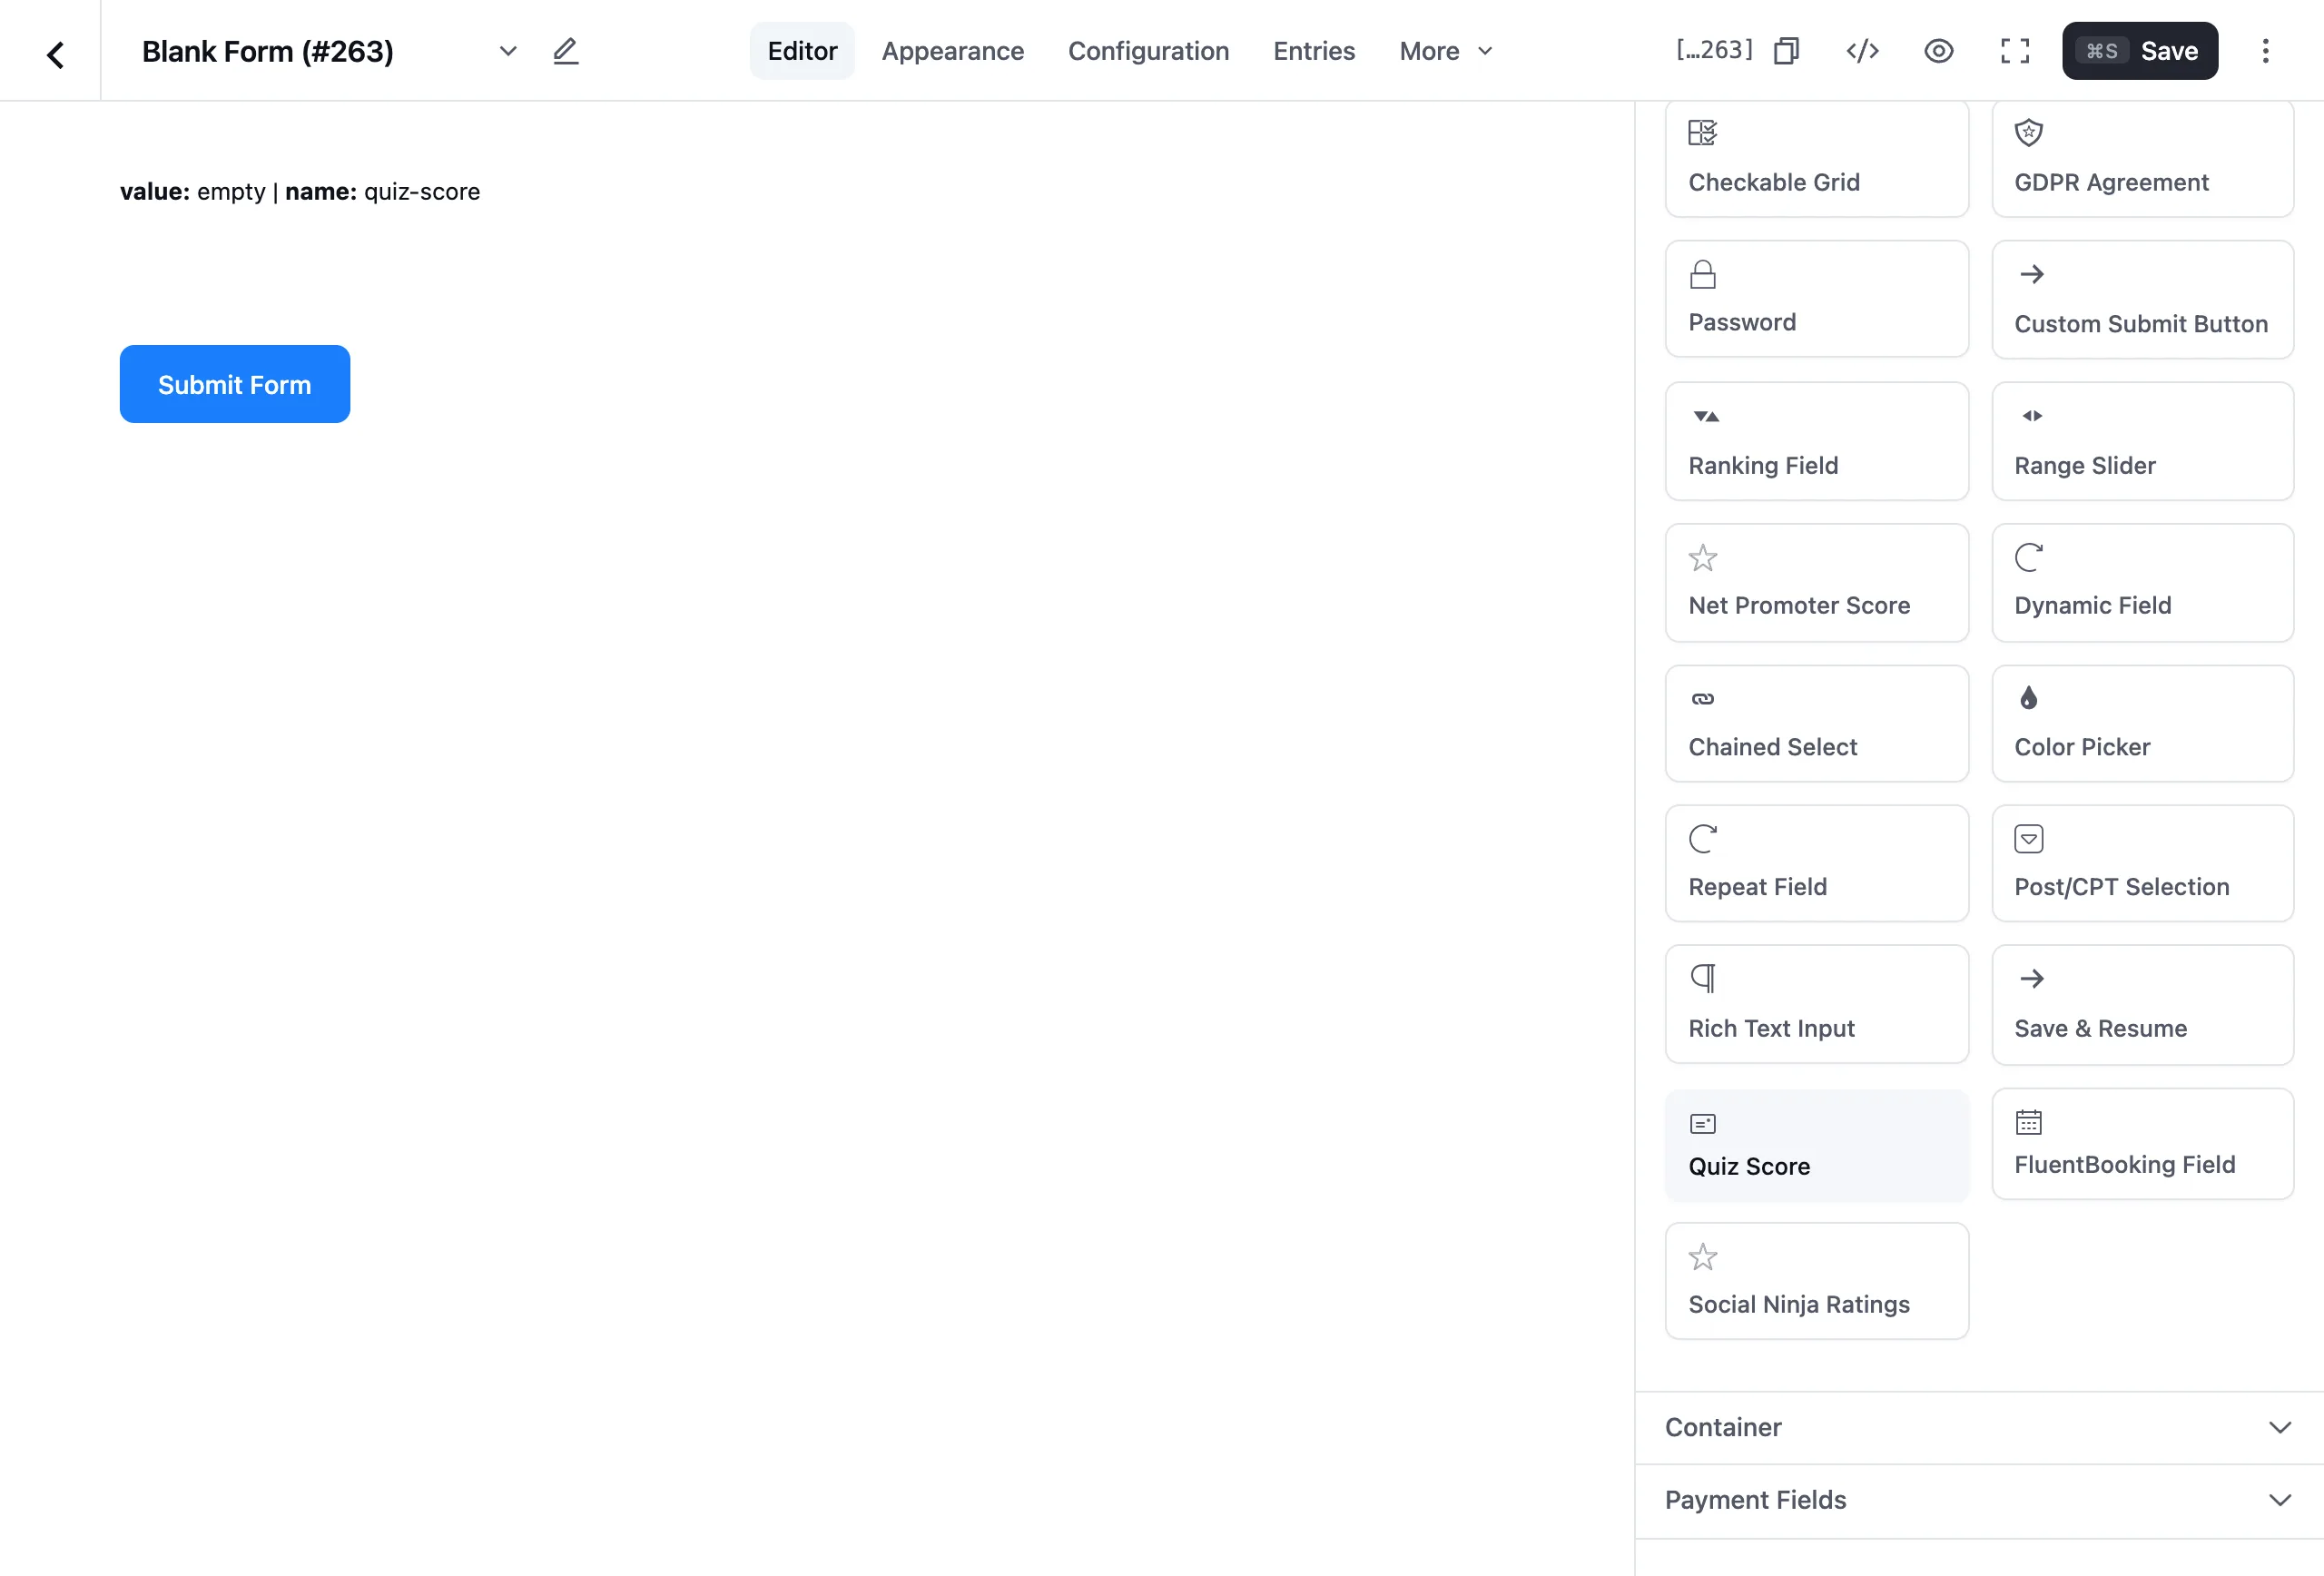 Blank Form (#263)
Editor
Appearance
Configuration
Entries
More
[…263]
⌘S Save
value: empty | name: quiz-score
Submit Form
Checkable Grid
GDPR Agreement
Password
Custom Submit Button
Ranking Field
Range Slider
Net Promoter Score
Dynamic Field
Chained Select
Color Picker
Repeat Field
Post/CPT Selection
Rich Text Input
Save & Resume
Quiz Score
FluentBooking Field
Social Ninja Ratings
Container
Payment Fields